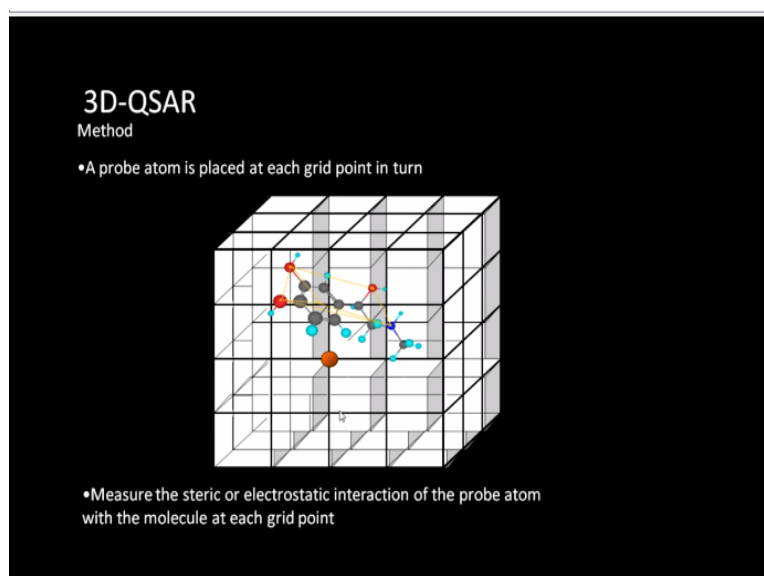 3D-QSAR
Method
•A probe atom is placed at each grid point in turn
•Measure the steric or electrostatic interaction of the probe atom
with the molecule at each grid point